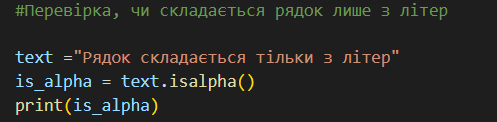 #Перевірка, чи складається рядок лише з літер
text ="Рядок складається тільки з літер"
is_alpha = text.isalpha()
print(is_alpha)